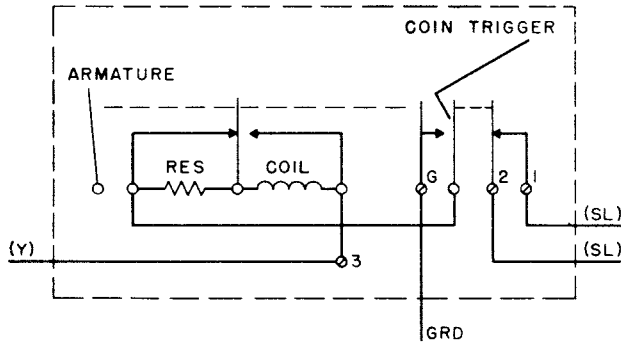 COIN TRIGGER
ARMATURE
RES
COIL
G
2
1
(SL)
(Y)
3
(SL)
GRD